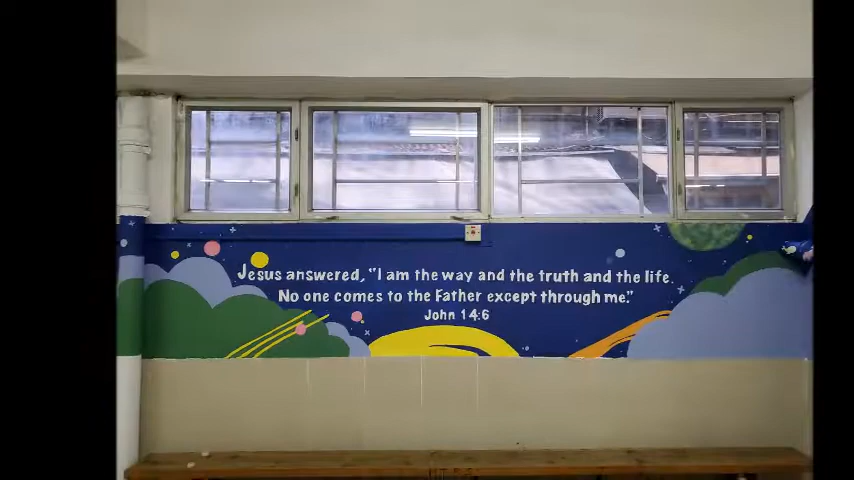 Jesus answered, "I am the way and the truth and the life.
No one comes to the Father except through me."
John 14:6